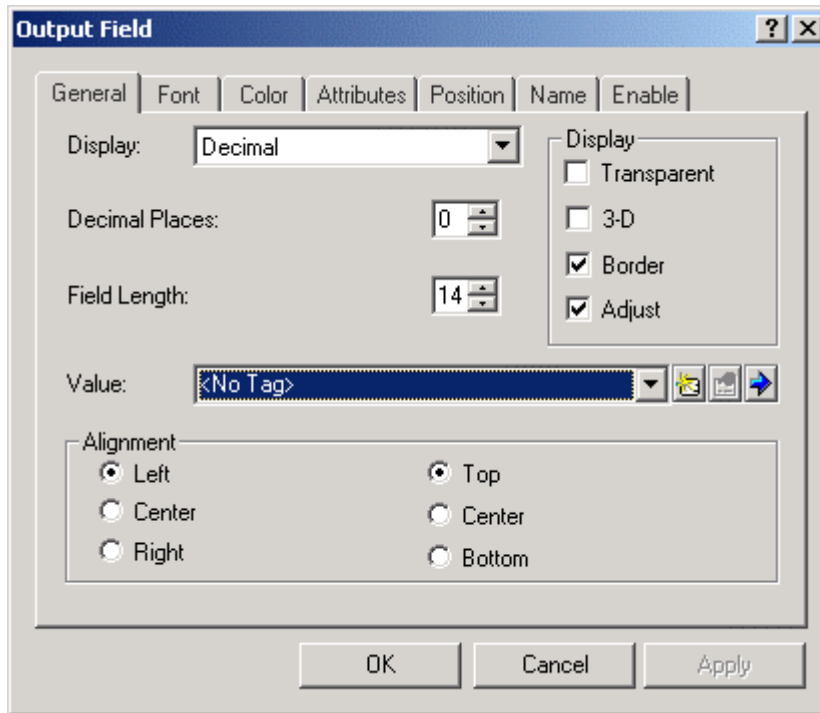 Output Field
General Font Color Attributes Position Name Enable
Display: Decimal
Display
Transparent
Decimal Places: 0
3-D
Border
Field Length: 14
Adjust
Value: <No Tag>
Alignment
Left Top
Center Center
Right Bottom
OK Cancel Apply